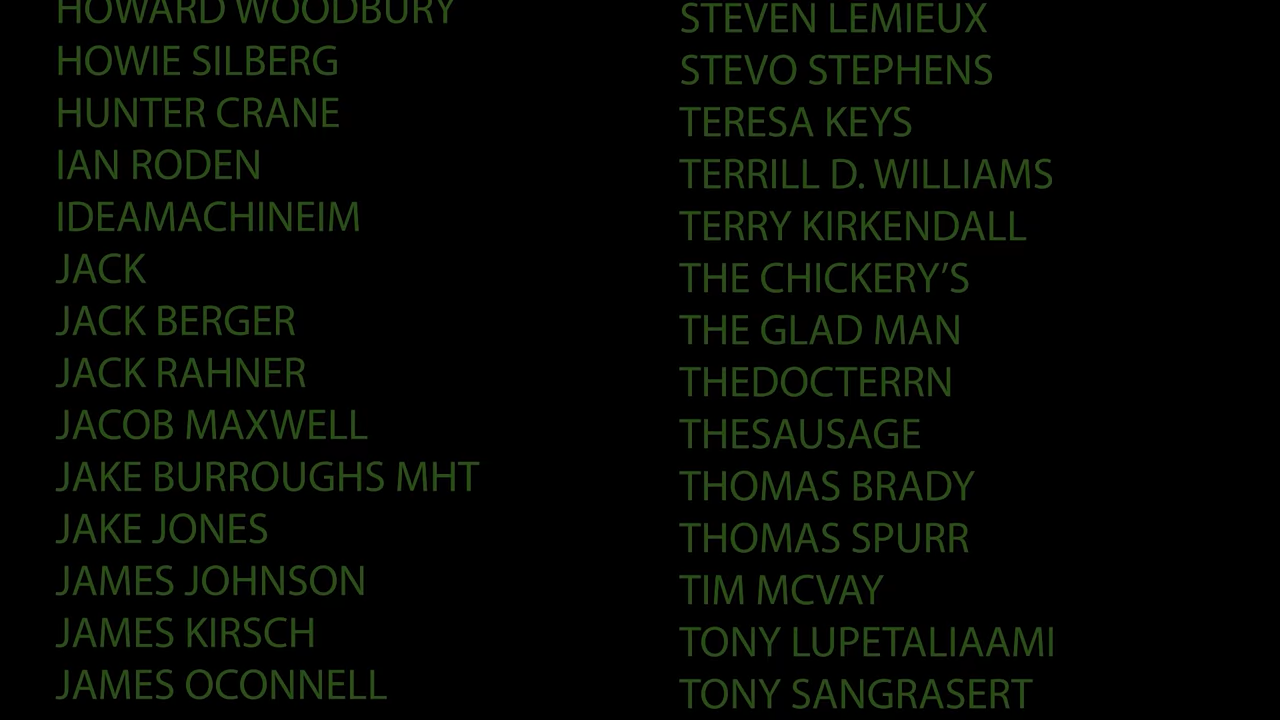 HOWARD WOODBURY
HOWIE SILBERG
HUNTER CRANE
IAN RODEN
IDEAMACHINEIM
JACK
JACK BERGER
JACK RAHNER
JACOB MAXWELL
JAKE BURROUGHS MHT
JAKE JONES
JAMES JOHNSON
JAMES KIRSCH
JAMES OCONNELL
STEVEN LEMIEUX
STEVO STEPHENS
TERESA KEYS
TERRILL D. WILLIAMS
TERRY KIRKENDALL
THE CHICKERY’S
THE GLAD MAN
THEDOCTERRN
THESAUSAGE
THOMAS BRADY
THOMAS SPURR
TIM MCVAY
TONY LUPETALIAAMI
TONY SANGRASERT